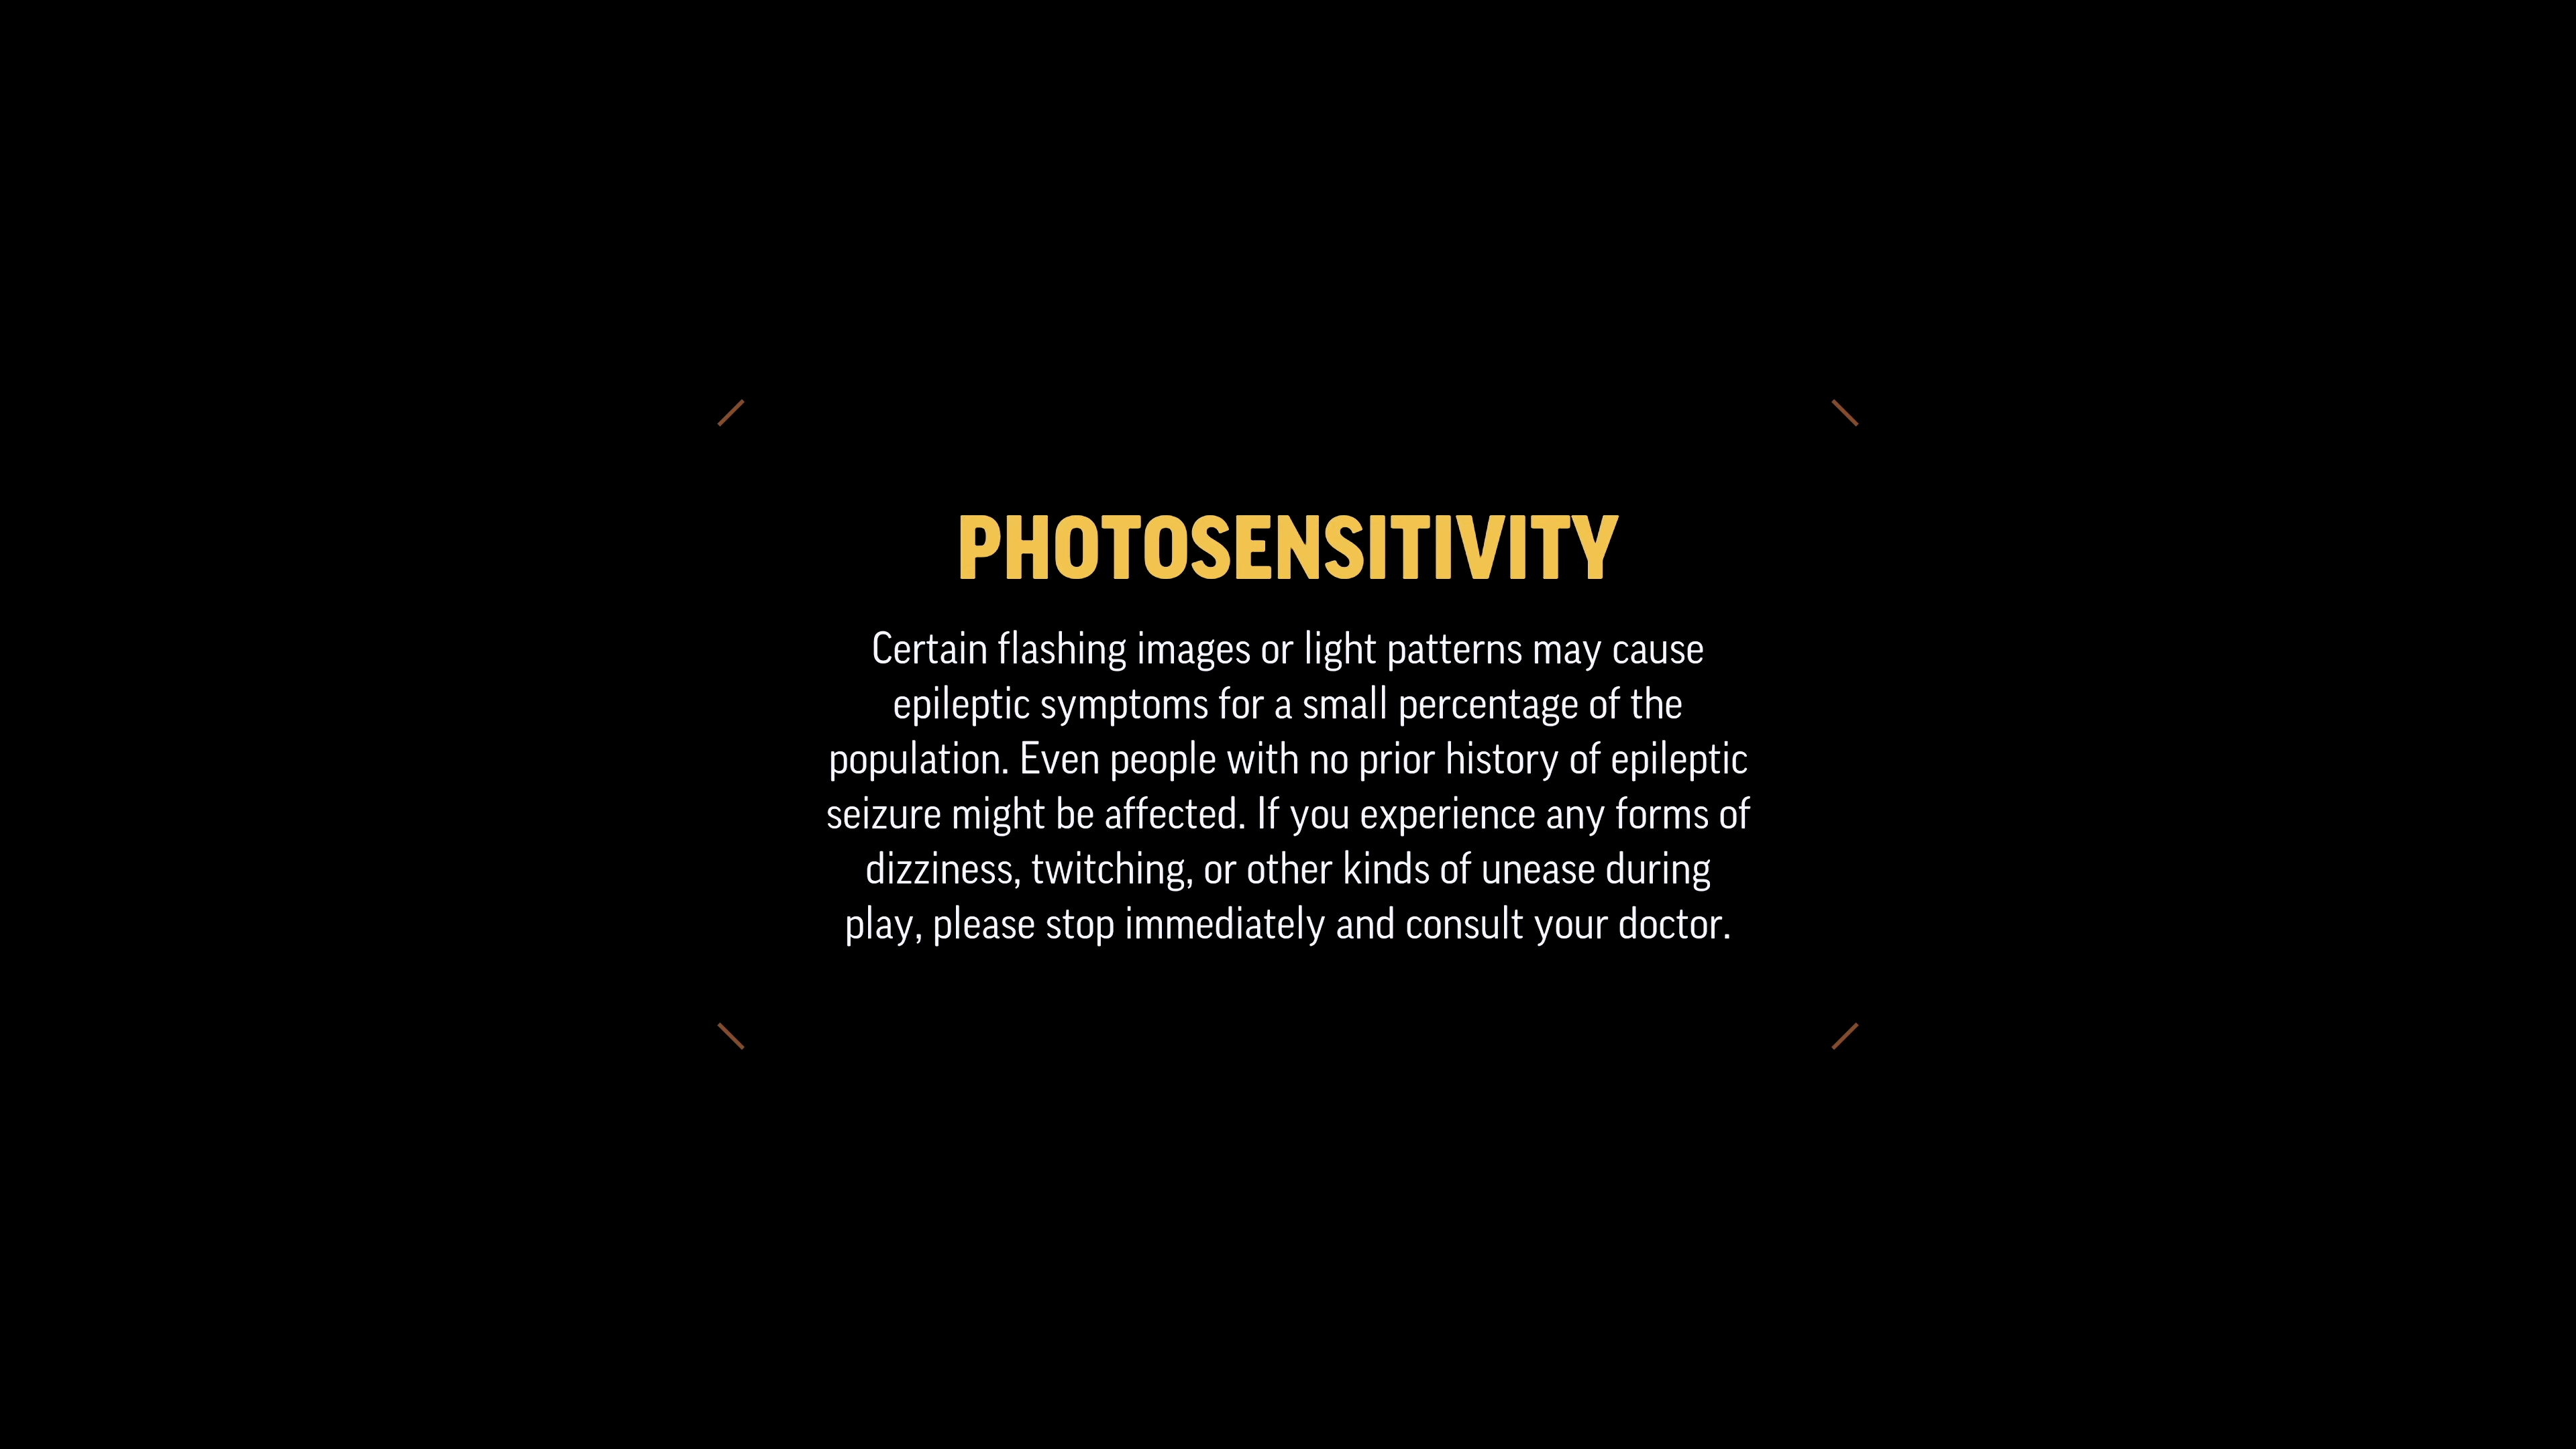 PHOTOSENSITIVITY
Certain flashing images or light patterns may cause
epileptic symptoms for a small percentage of the
population. Even people with no prior history of epileptic
seizure might be affected. If you experience any forms of
dizziness, twitching, or other kinds of unease during
play, please stop immediately and consult your doctor.